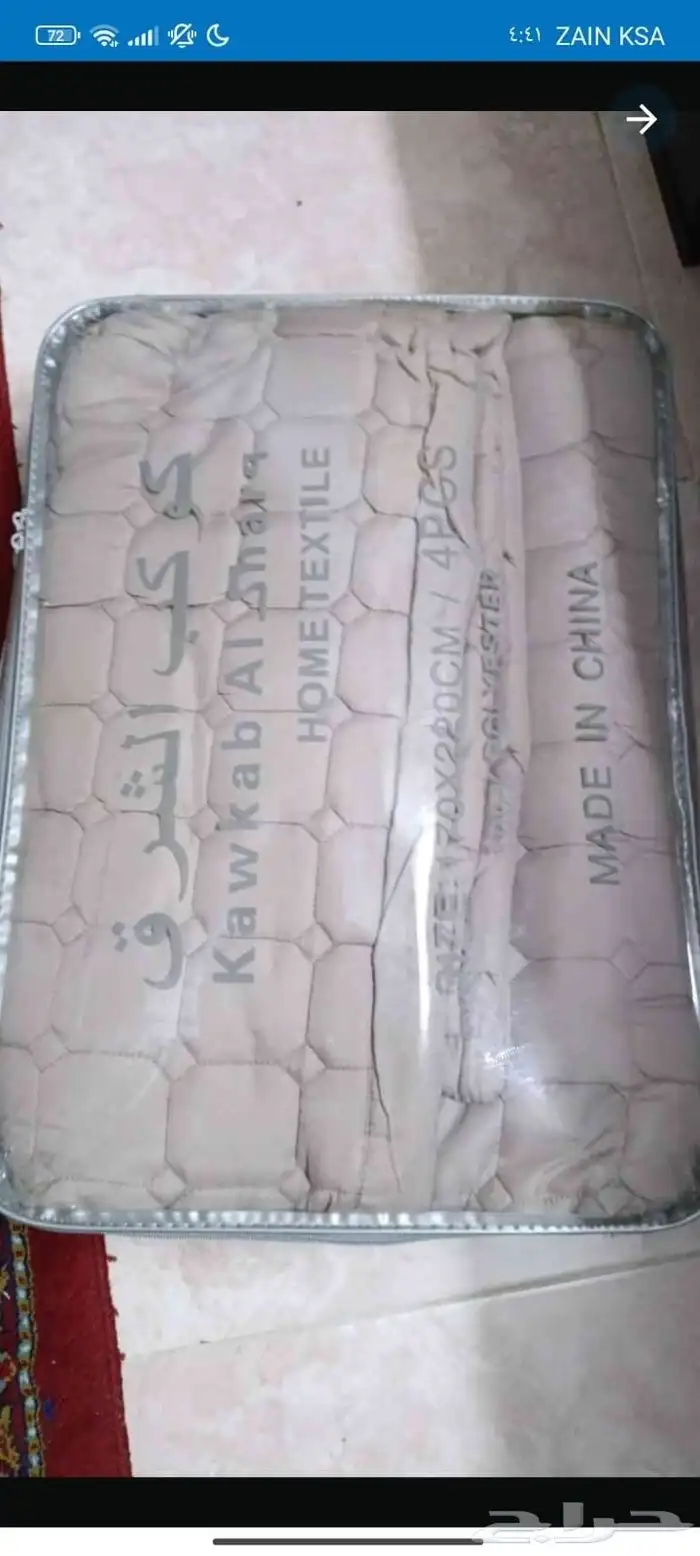 72
٤:٤١ ZAIN KSA
كوكب الشرق
Kawkab Al Sharq
HOME TEXTILE
SIZE: 170X220CM / 4PCS
POLYESTER
MADE IN CHINA
حراج